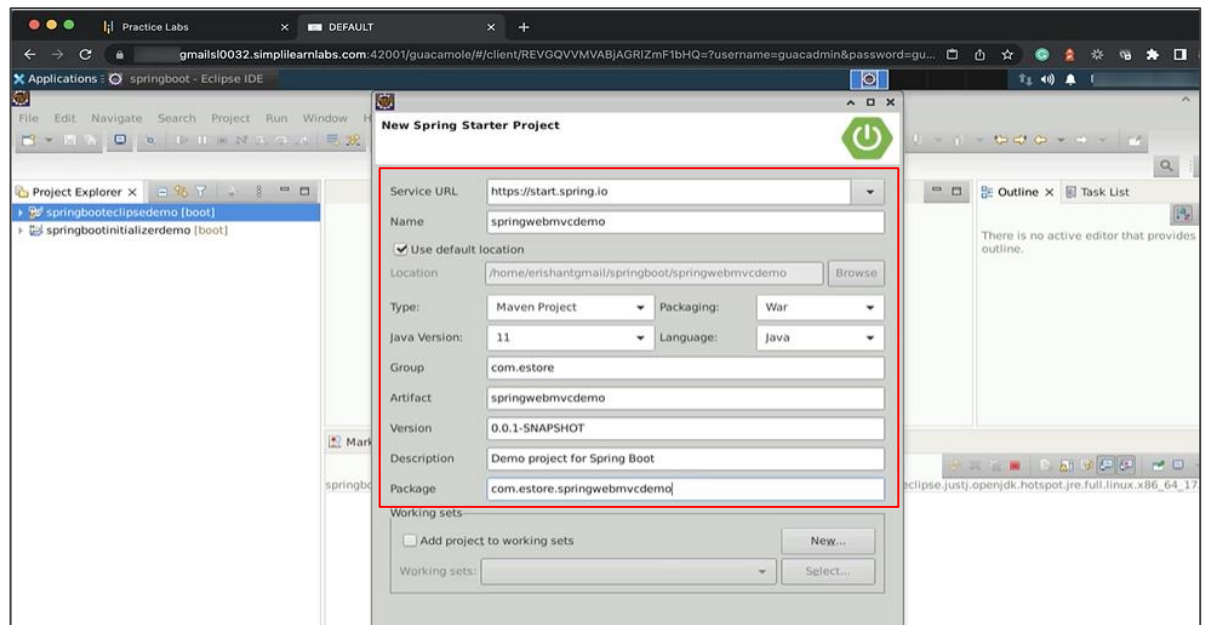 Practice Labs × DEFAULT × +
gmailsl0032.simplilearnlabs.com:42001/guacamole/#/client/REVGQVVMVABjAGRIZmF1bHQ=?username=guacadmin&password=gu...
Applications springboot - Eclipse IDE
File Edit Navigate Search Project Run Window H
New Spring Starter Project
Project Explorer ×
springbooteclipsedemo [boot]
springbootinitializerdemo [boot]
Service URL https://start.spring.io
Name springwebmvcdemo
Use default location
Location /home/erishantgmail/springboot/springwebmvcdemo Browse
Type: Maven Project Packaging: War
Java Version: 11 Language: Java
Group com.estore
Artifact springwebmvcdemo
Version 0.0.1-SNAPSHOT
Description Demo project for Spring Boot
Package com.estore.springwebmvcdemo
Working sets
Add project to working sets New...
Working sets: Select...
Outline × Task List
There is no active editor that provides
outline.
Mark
springbo
eclipse.justj.openjdk.hotspot.jre.full.linux.x86_64_17